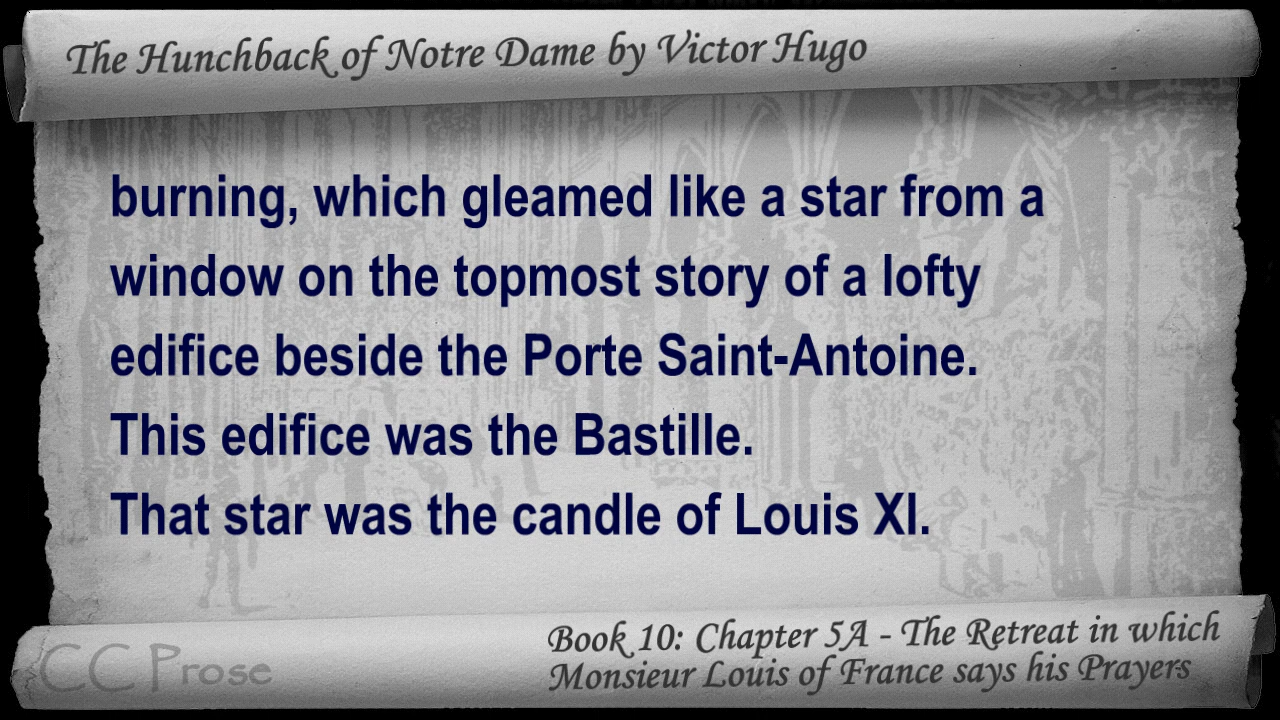 The Hunchback of Notre Dame by Victor Hugo
burning, which gleamed like a star from a
window on the topmost story of a lofty
edifice beside the Porte Saint-Antoine.
This edifice was the Bastille.
That star was the candle of Louis XI.
Book 10: Chapter 5A - The Retreat in which
Monsieur Louis of France says his Prayers
CC Prose